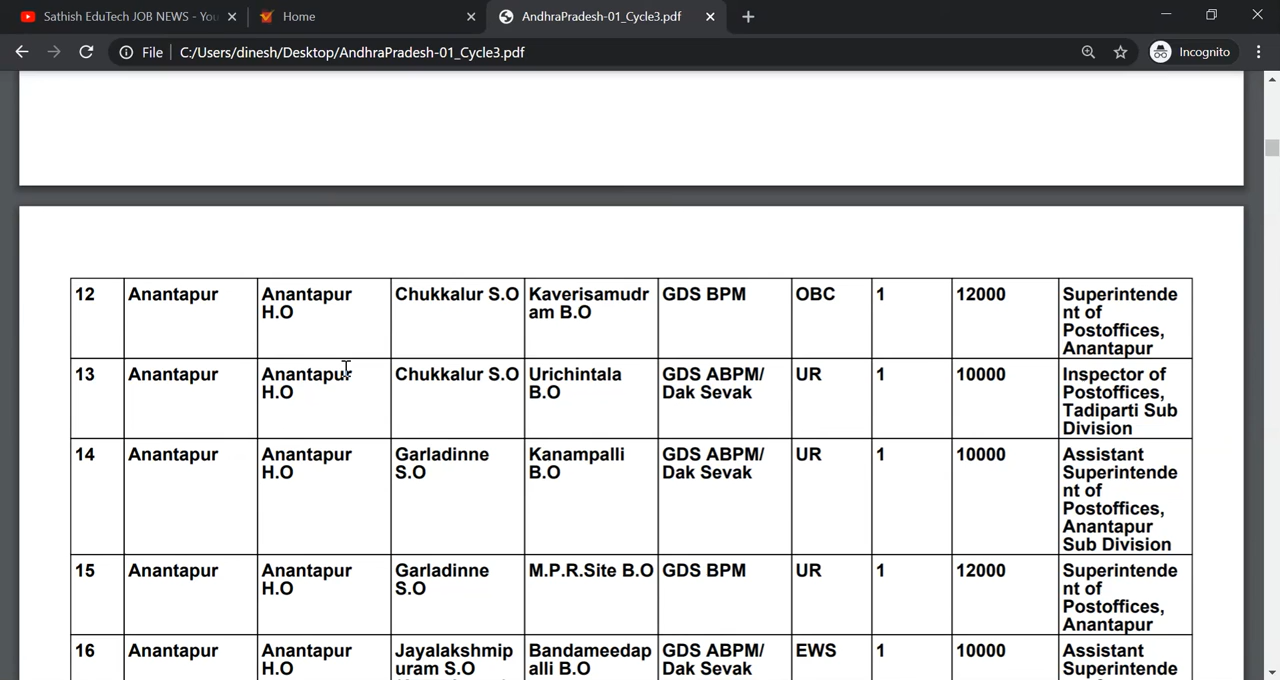 Sathish EduTech JOB NEWS - You
Home
AndhraPradesh-01_Cycle3.pdf
File
C:/Users/dinesh/Desktop/AndhraPradesh-01_Cycle3.pdf
Incognito
12 Anantapur Anantapur Chukkalur S.O Kaverisamudr GDS BPM OBC 1 12000 Superintende
H.O am B.O nt of
Postoffices,
Anantapur
13 Anantapur Anantapur Chukkalur S.O Urichintala GDS ABPM/ UR 1 10000 Inspector of
H.O B.O Dak Sevak Postoffices,
Tadiparti Sub
Division
14 Anantapur Anantapur Garladinne Kanampalli GDS ABPM/ UR 1 10000 Assistant
H.O S.O B.O Dak Sevak Superintende
nt of
Postoffices,
Anantapur
Sub Division
15 Anantapur Anantapur Garladinne M.P.R.Site B.O GDS BPM UR 1 12000 Superintende
H.O S.O nt of
Postoffices,
Anantapur
16 Anantapur Anantapur Jayalakshmip Bandameedap GDS ABPM/ EWS 1 10000 Assistant
H.O uram S.O alli B.O Dak Sevak Superintende